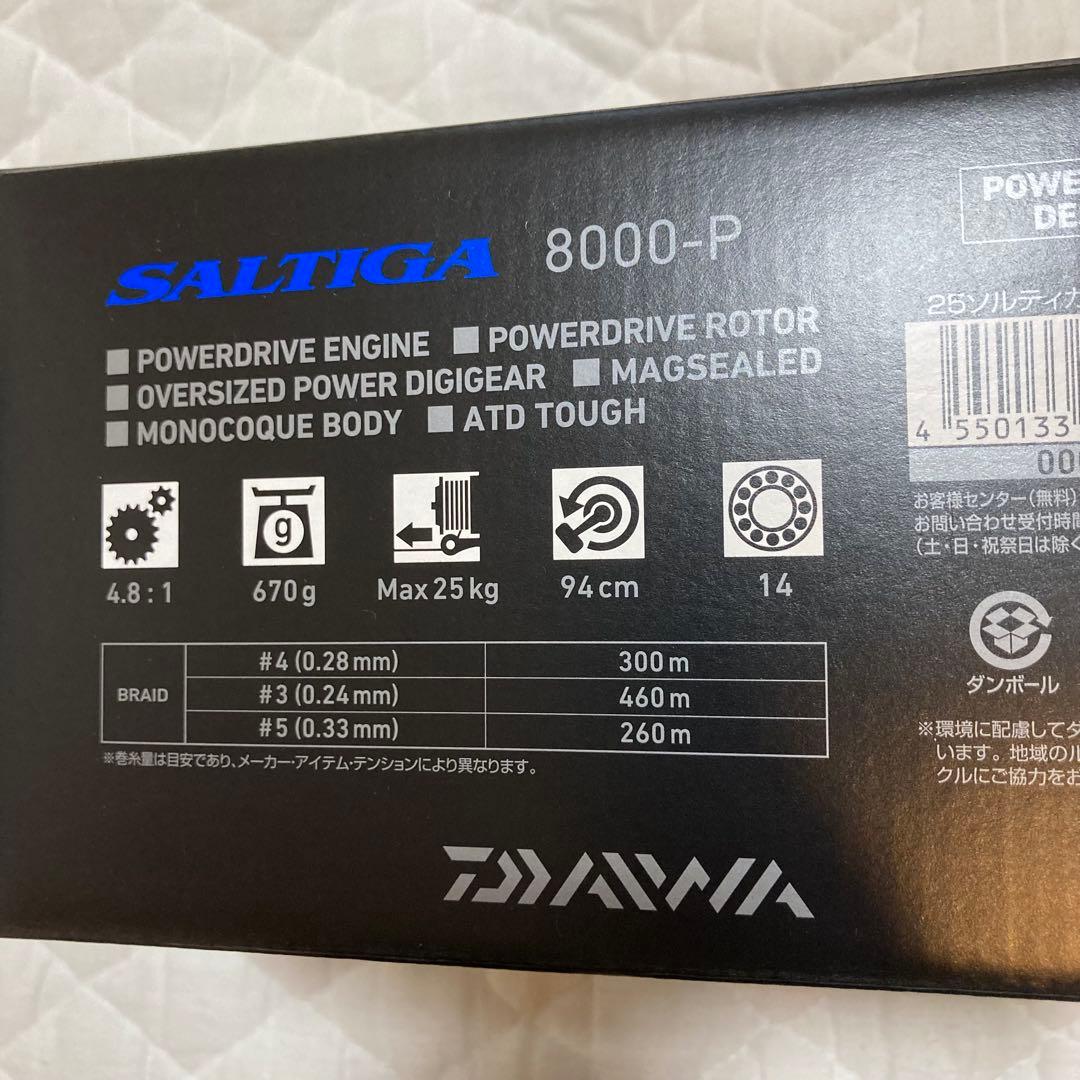 SALTIGA 8000-P
■ POWERDRIVE ENGINE ■ POWERDRIVE ROTOR
■ OVERSIZED POWER DIGIGEAR ■ MAGSEALED
■ MONOCOQUE BODY ■ ATD TOUGH
g
4.8 : 1 670g Max 25kg 94cm 14
BRAID
#4 (0.28mm) 300m
#3 (0.24mm) 460m
#5 (0.33mm) 260m
※巻糸量は目安であり、メーカー・アイテム・テンションにより異なります。
DAIWA
POWE
DE
25ソルティガ
4 550133
000
お客様センター(無料)
お問い合わせ受付時間
(土・日・祝祭日は除く
ダンボール
※環境に配慮してダ
います。地域のル
クルにご協力をお